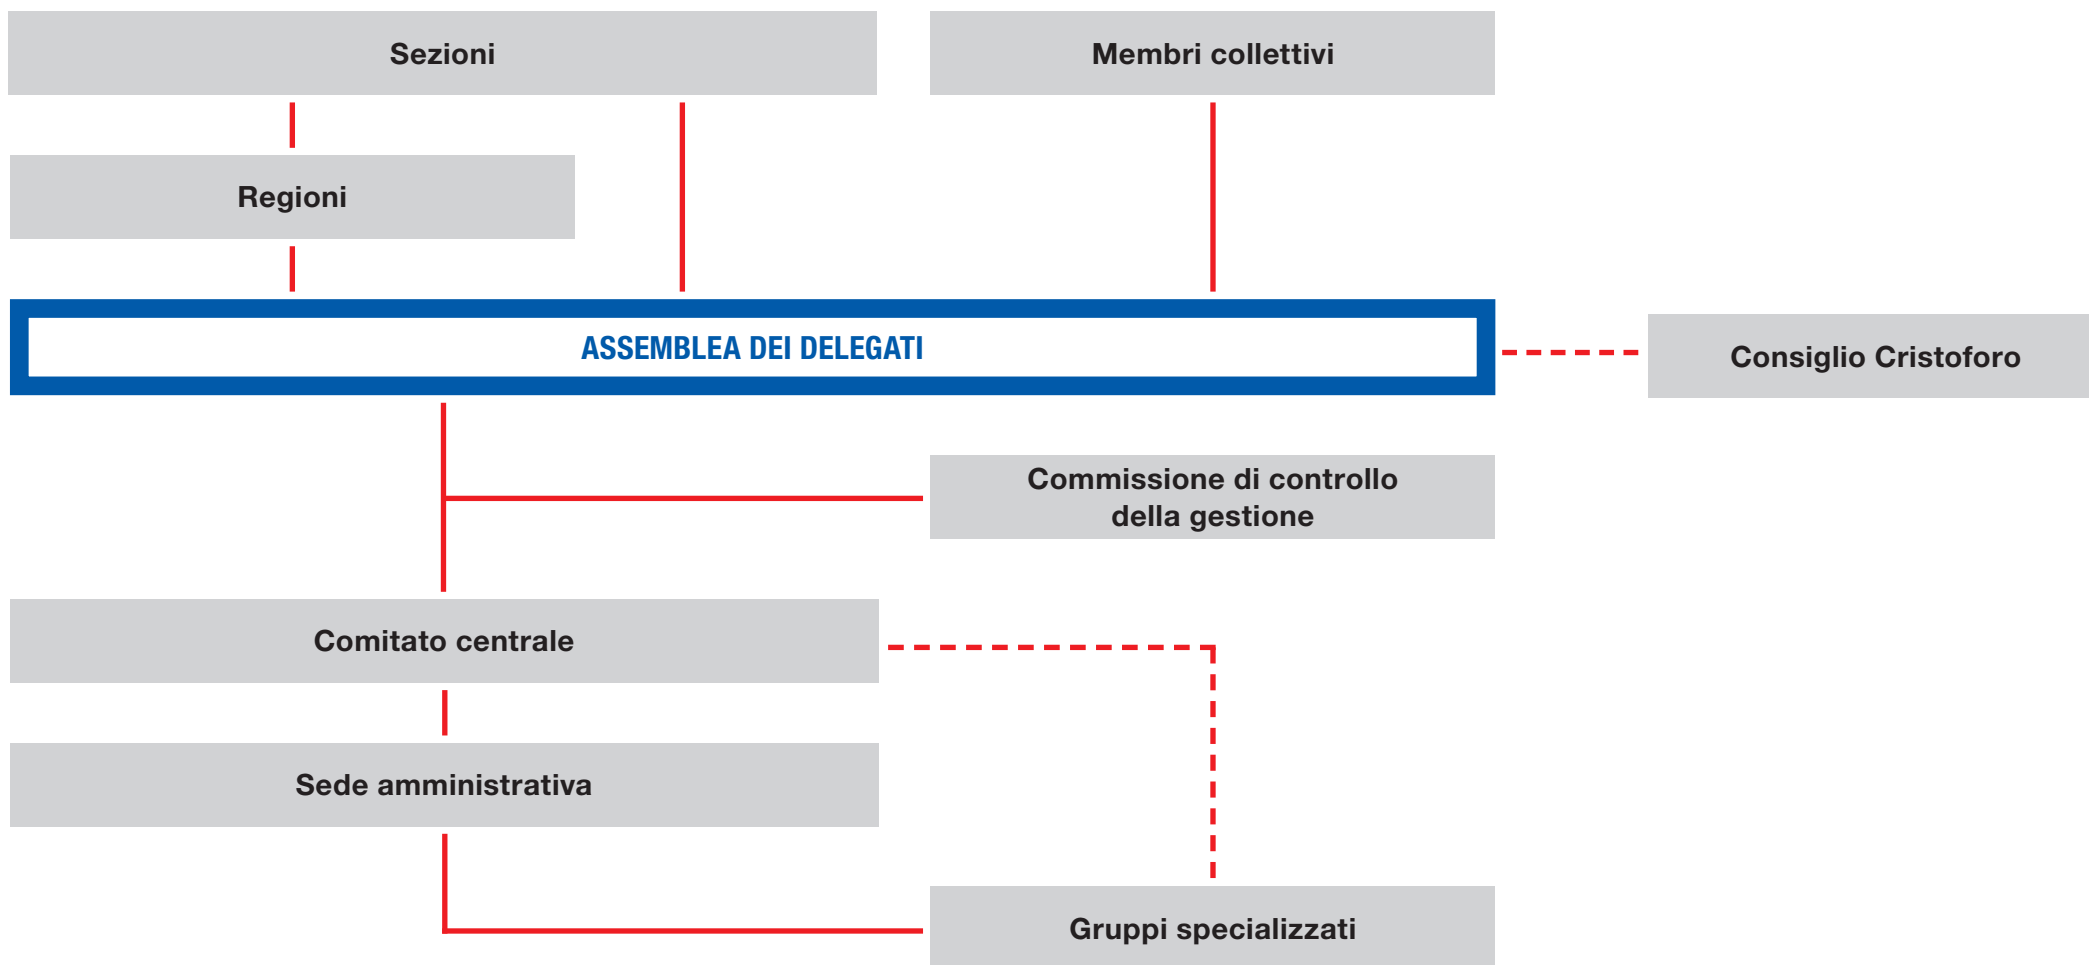 Sezioni
Membri collettivi
Regioni
ASSEMBLEA DEI DELEGATI
Consiglio Cristoforo
Commissione di controllo
della gestione
Comitato centrale
Sede amministrativa
Gruppi specializzati